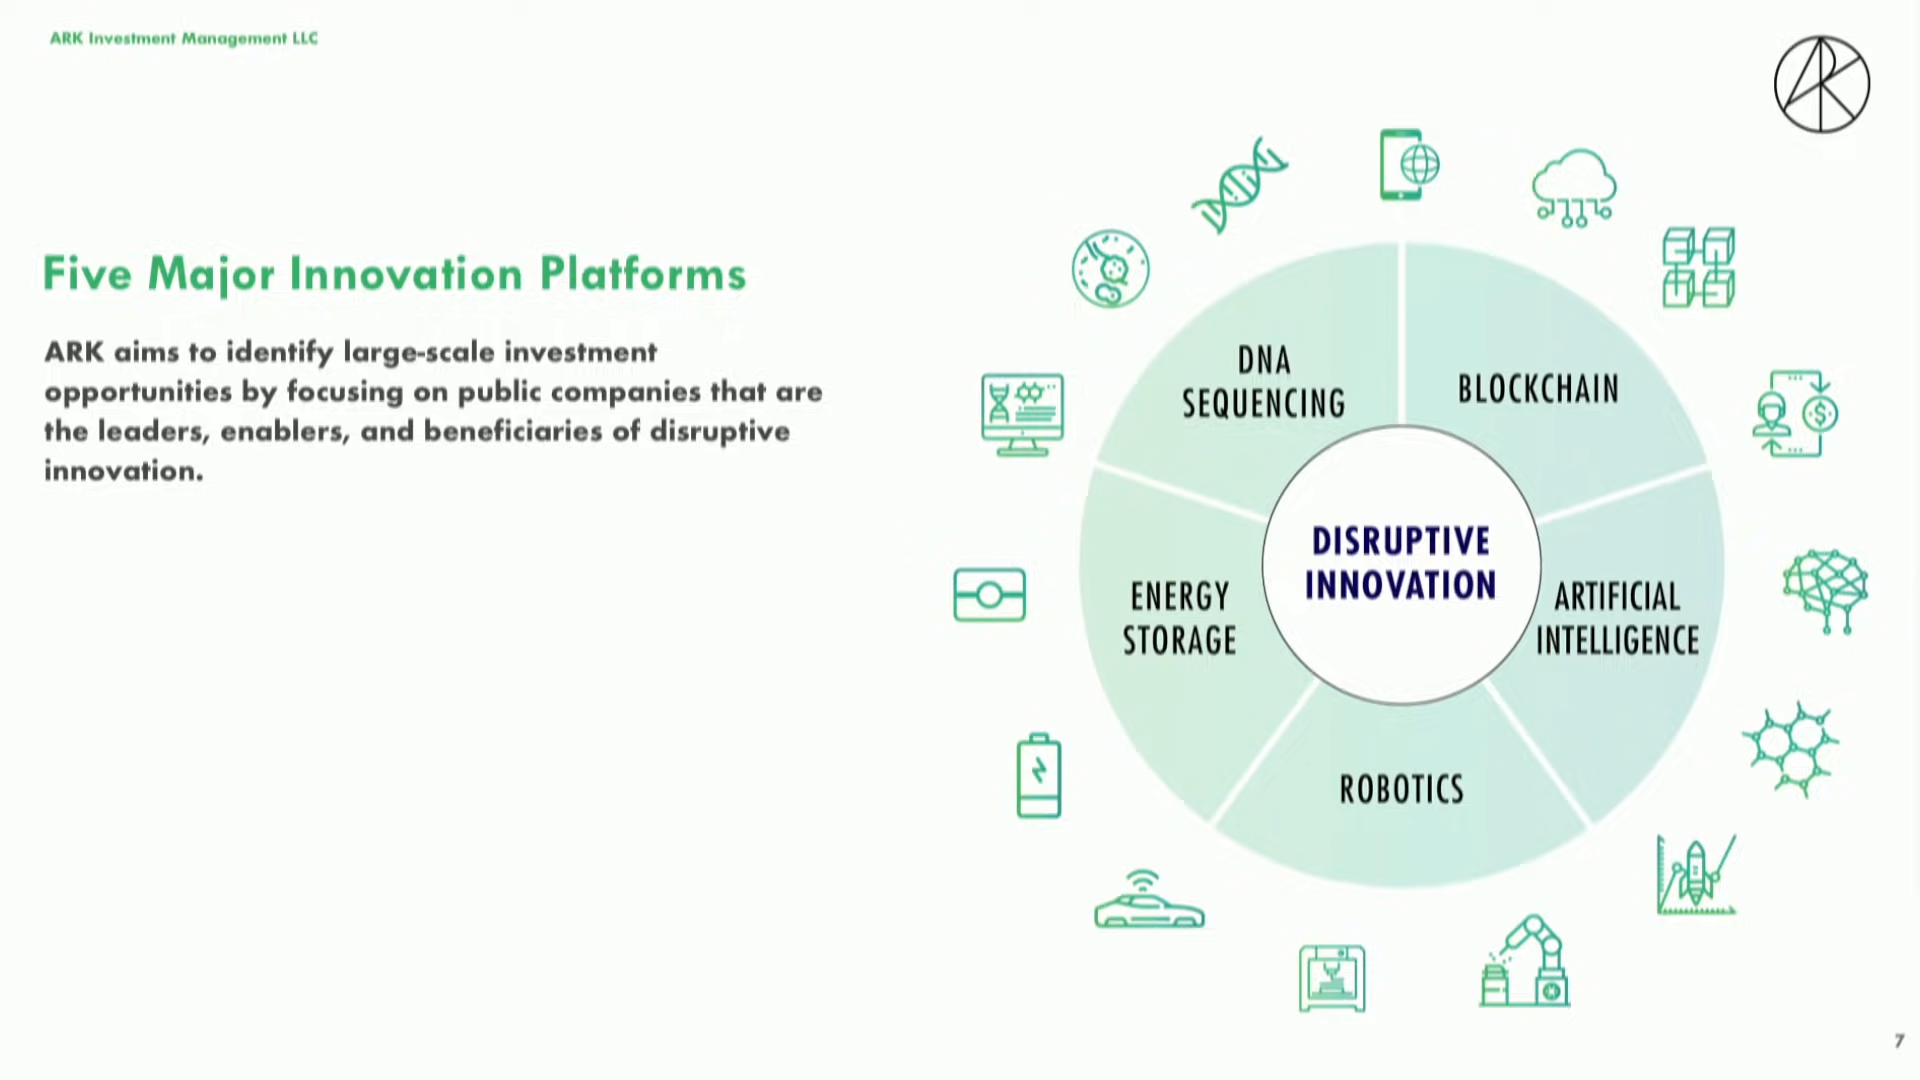 ARK Investment Management LLC
Five Major Innovation Platforms
ARK aims to identify large-scale investment
opportunities by focusing on public companies that are
the leaders, enablers, and beneficiaries of disruptive
innovation.
DNA
SEQUENCING
BLOCKCHAIN
DISRUPTIVE
INNOVATION
ENERGY
STORAGE
ARTIFICIAL
INTELLIGENCE
ROBOTICS
7